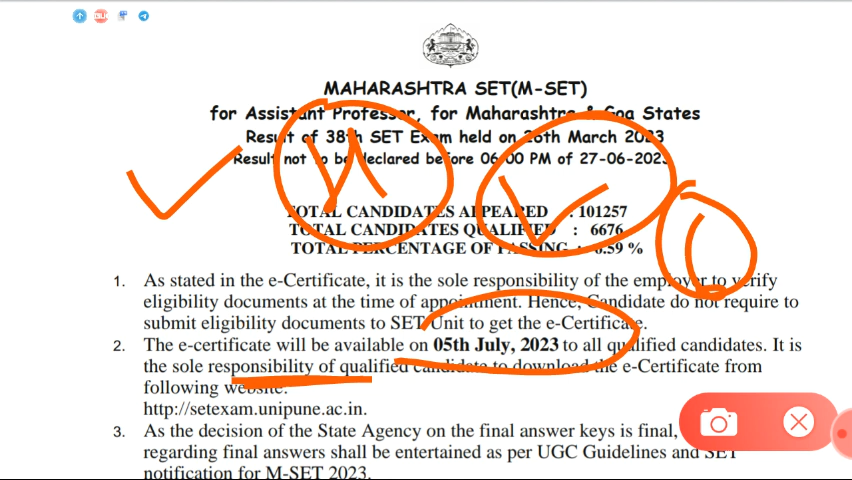 MAHARASHTRA SET(M-SET)
for Assistant Professor, for Maharashtra & Goa States
Result of 38th SET Exam held on 26th March 2023
Result not to be declared before 06:00 PM of 27-06-2023
TOTAL CANDIDATES APPEARED : 101257
TOTAL CANDIDATES QUALIFIED : 6676
TOTAL PERCENTAGE OF PASSING : 6.59 %
1. As stated in the e-Certificate, it is the sole responsibility of the employer to verify
eligibility documents at the time of appointment. Hence, Candidate do not require to
submit eligibility documents to SET Unit to get the e-Certificate.
2. The e-certificate will be available on 05th July, 2023 to all qualified candidates. It is
the sole responsibility of qualified candidate to download the e-Certificate from
following website:
http://setexam.unipune.ac.in.
3. As the decision of the State Agency on the final answer keys is final,
regarding final answers shall be entertained as per UGC Guidelines and SET
notification for M-SET 2023.